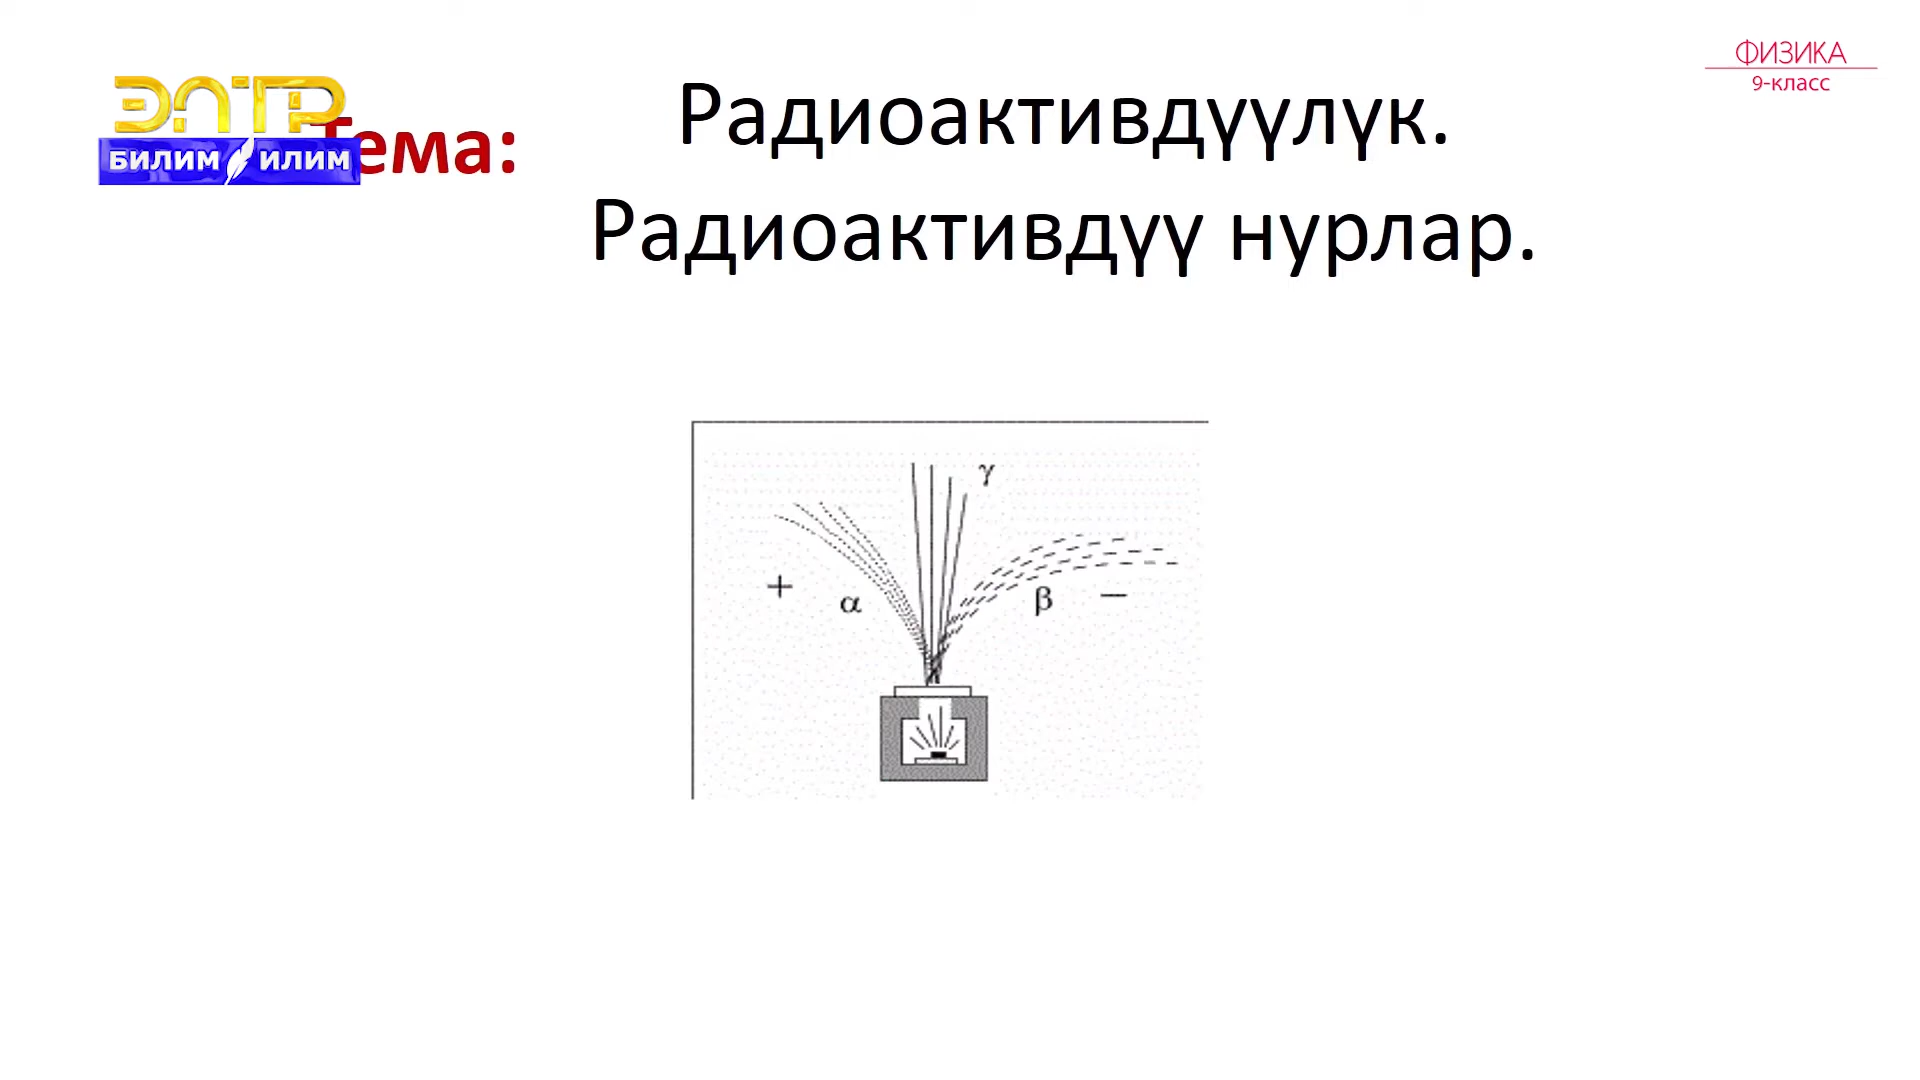 ФИЗИКА
9-класс
ЭЛТР
БИЛИМ ИЛИМ
Тема:
Радиоактивдүүлүк.
Радиоактивдүү нурлар.
γ
+
α
β
−